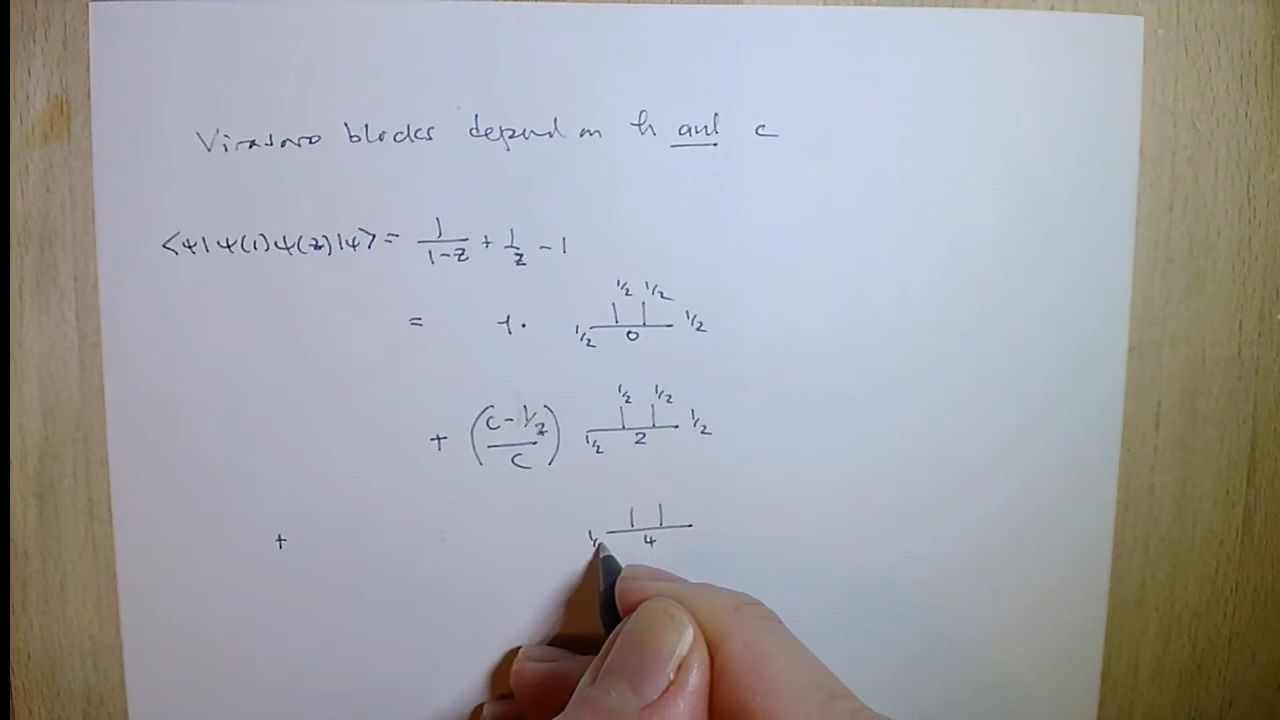 Virasoro blocks depend on h and c
<ψ|ψ(1)ψ(z)|ψ> = 1/(1-z) + 1/z - 1
= 1 · 1/2 1/2 1/2 0 1/2
+ (c-1/2 / c) 1/2 1/2 1/2 2 1/2
+ 4